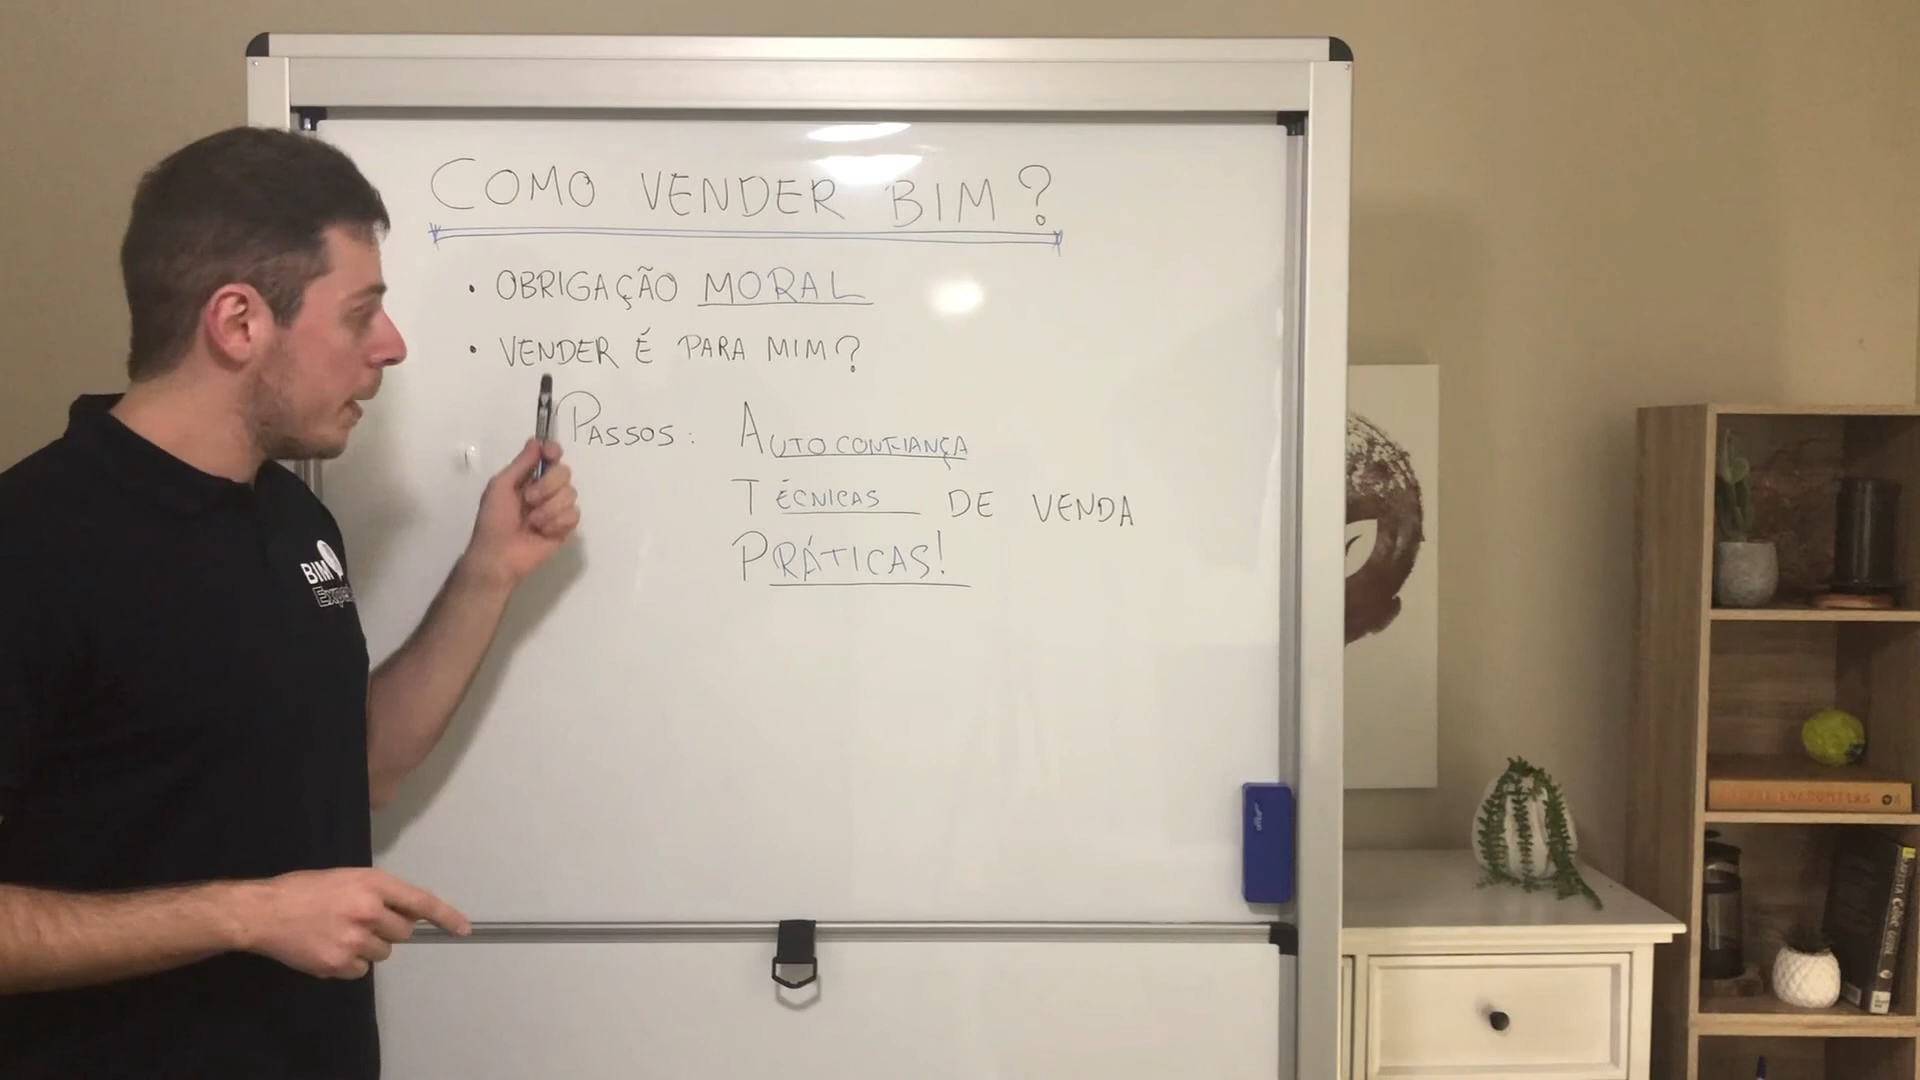 COMO VENDER BIM?
• OBRIGAÇÃO MORAL
• VENDER É PARA MIM?
PASSOS: AUTOCONFIANÇA
TÉCNICAS DE VENDA
PRÁTICAS!
BIM